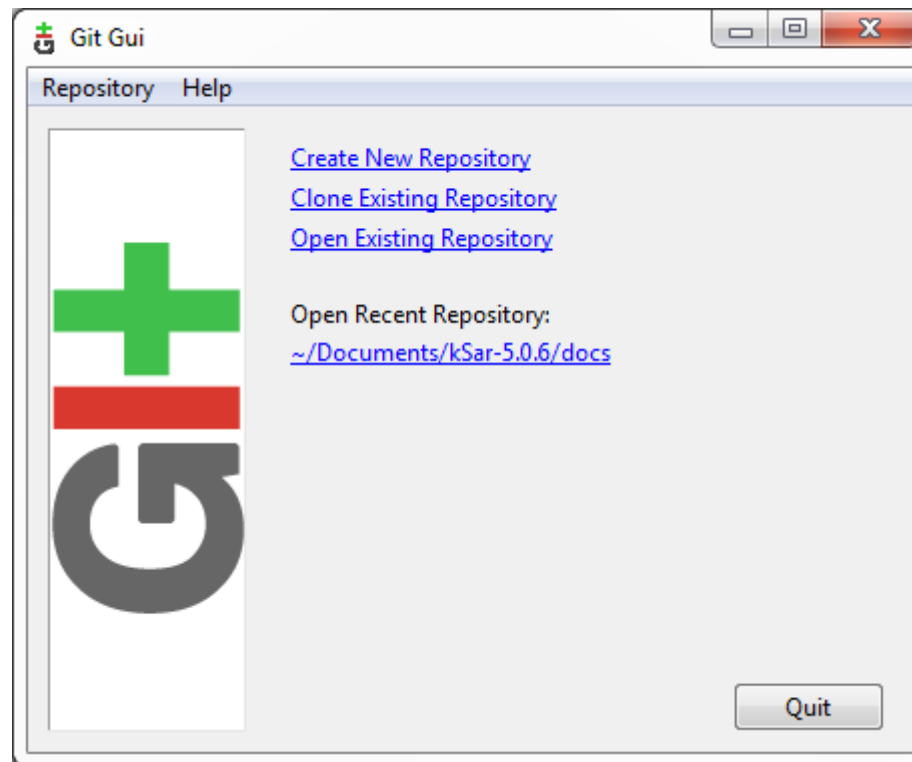 Git Gui
Repository Help
Create New Repository
Clone Existing Repository
Open Existing Repository
Open Recent Repository:
~/Documents/kSar-5.0.6/docs
GIt
Quit